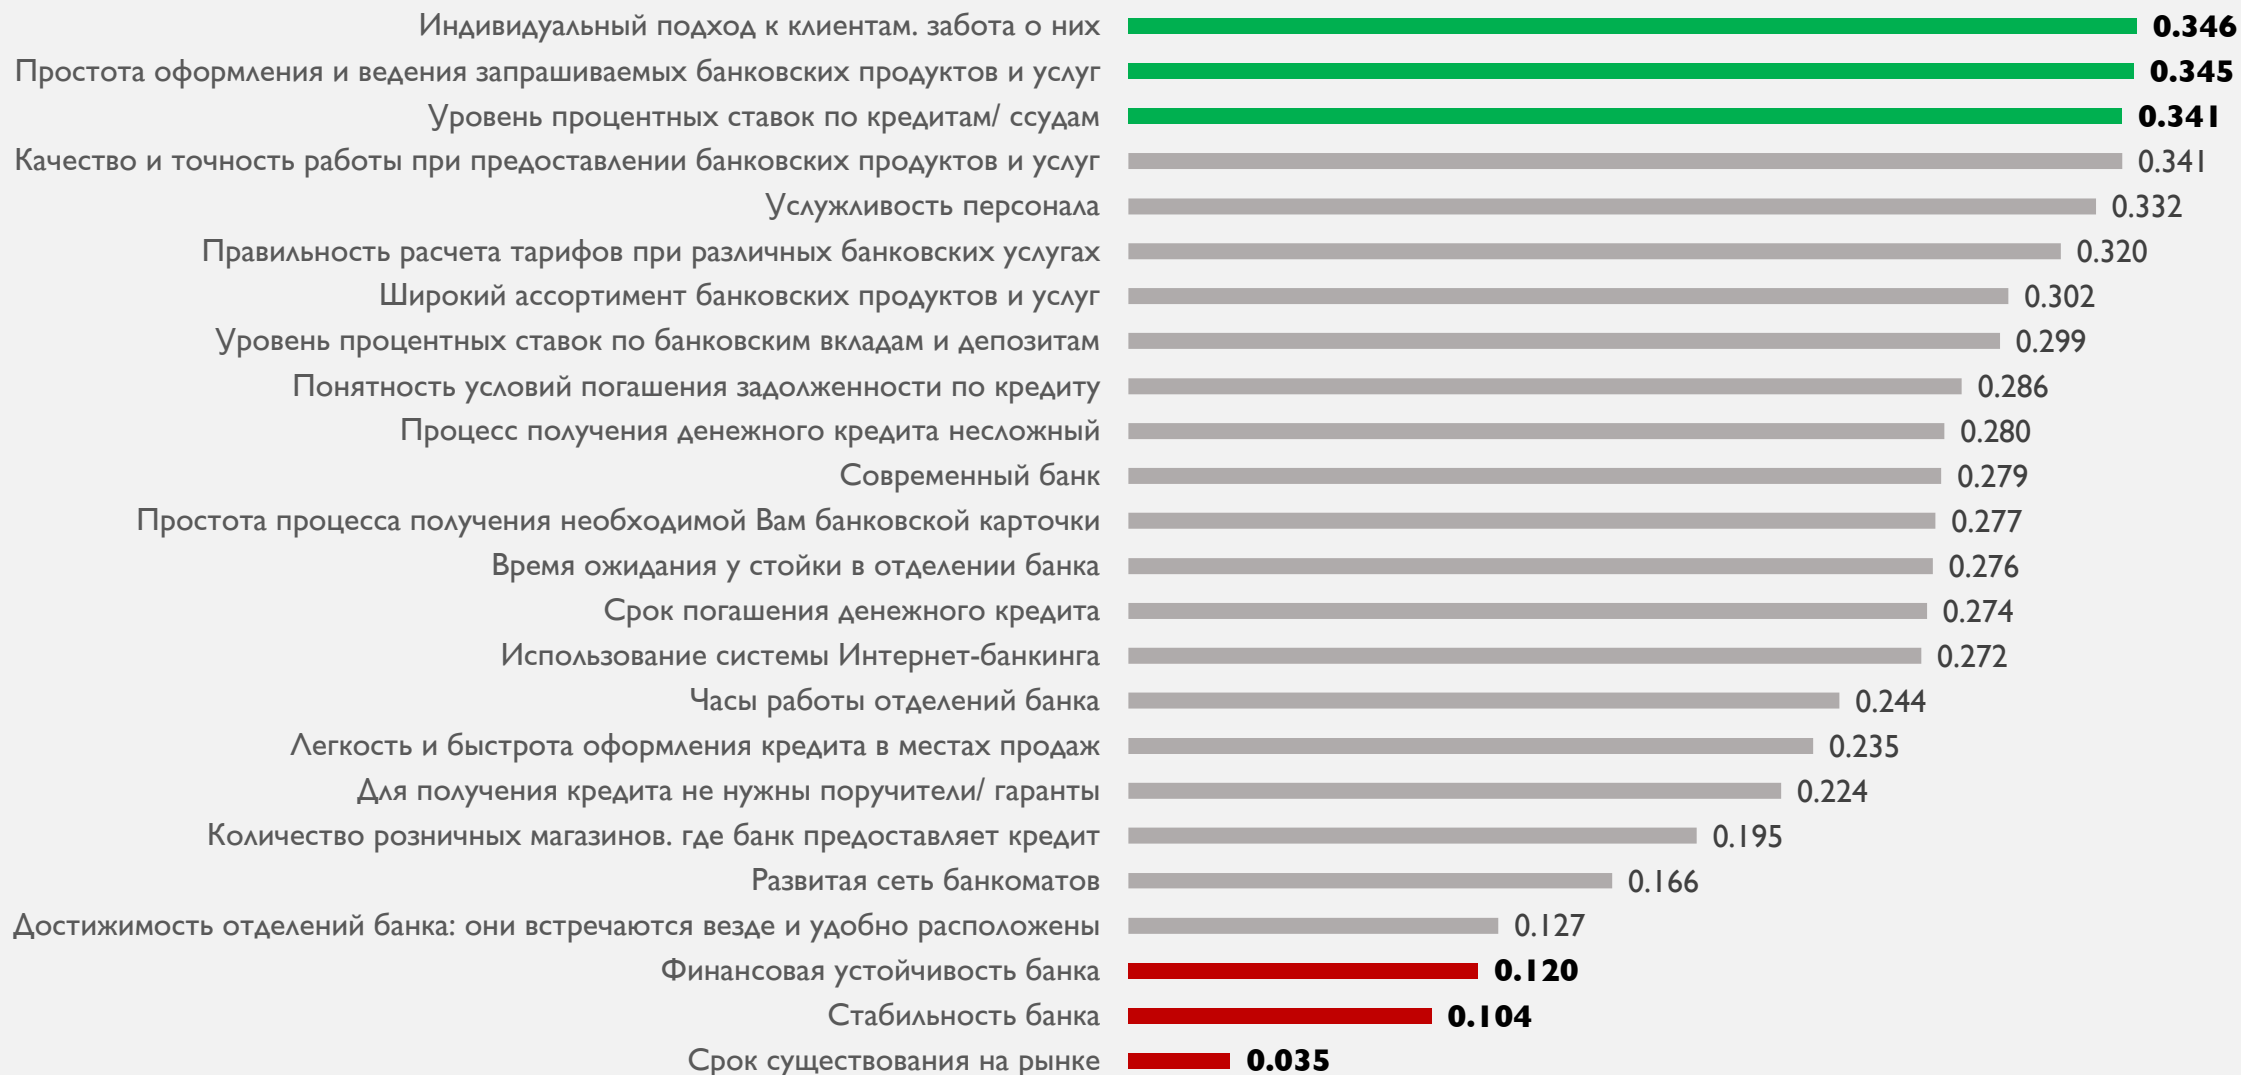 Индивидуальный подход к клиентам. забота о них 0.346
Простота оформления и ведения запрашиваемых банковских продуктов и услуг 0.345
Уровень процентных ставок по кредитам/ ссудам 0.341
Качество и точность работы при предоставлении банковских продуктов и услуг 0.341
Услужливость персонала 0.332
Правильность расчета тарифов при различных банковских услугах 0.320
Широкий ассортимент банковских продуктов и услуг 0.302
Уровень процентных ставок по банковским вкладам и депозитам 0.299
Понятность условий погашения задолженности по кредиту 0.286
Процесс получения денежного кредита несложный 0.280
Современный банк 0.279
Простота процесса получения необходимой Вам банковской карточки 0.277
Время ожидания у стойки в отделении банка 0.276
Срок погашения денежного кредита 0.274
Использование системы Интернет-банкинга 0.272
Часы работы отделений банка 0.244
Легкость и быстрота оформления кредита в местах продаж 0.235
Для получения кредита не нужны поручители/ гаранты 0.224
Количество розничных магазинов. где банк предоставляет кредит 0.195
Развитая сеть банкоматов 0.166
Достижимость отделений банка: они встречаются везде и удобно расположены 0.127
Финансовая устойчивость банка 0.120
Стабильность банка 0.104
Срок существования на рынке 0.035